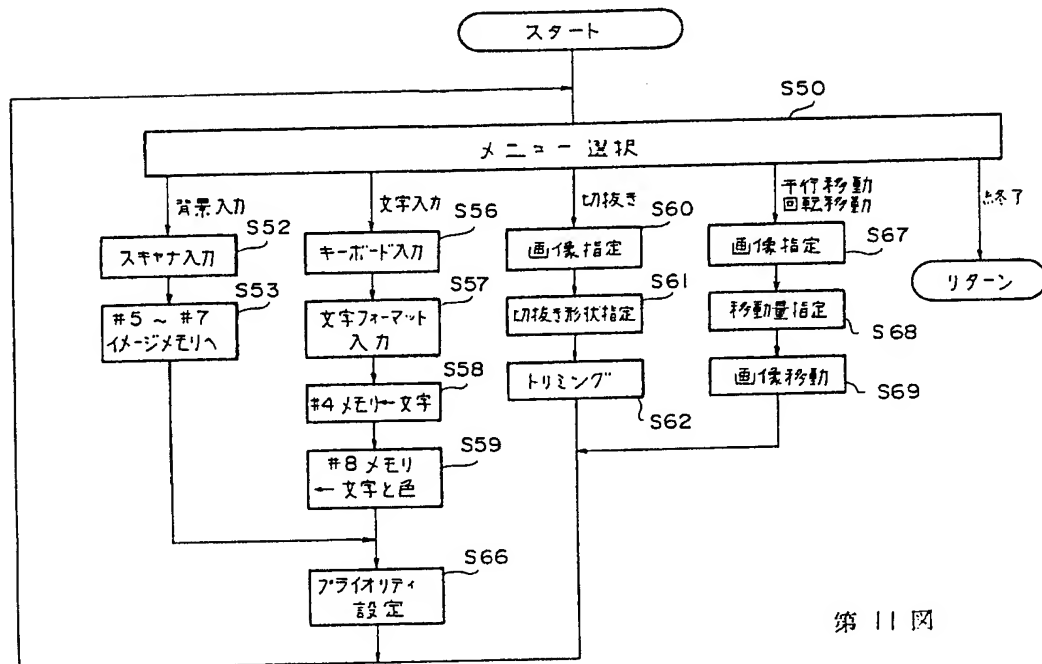 スタート
S50
メニュー選択
背景入力
S52
スキャナ入力
S53
#5～#7
イメージメモリへ
文字入力
S56
キーボード入力
S57
文字フォーマット
入力
S58
#4メモリ←文字
S59
#8メモリ
←文字と色
S66
プライオリティ
設定
切抜き
S60
画像指定
S61
切抜き形状指定
トリミング
S62
平行移動
回転移動
画像指定
S67
移動量指定
S68
画像移動
S69
終了
リターン
第11図